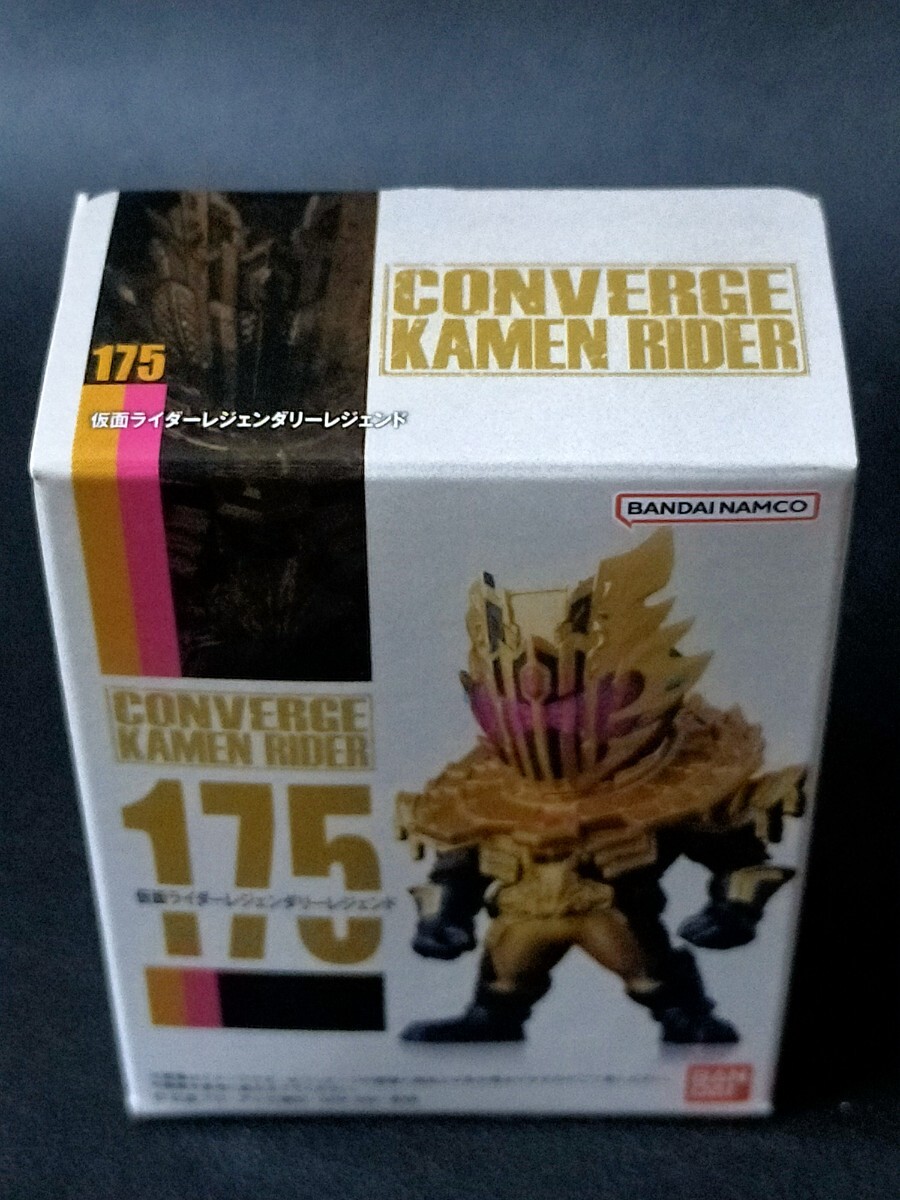 CONVERGE
KAMEN RIDER
175
仮面ライダーレジェンダリーレジェンド
BANDAI NAMCO
CONVERGE
KAMEN RIDER
175
仮面ライダーレジェンダリーレジェンド
BAN
DAI